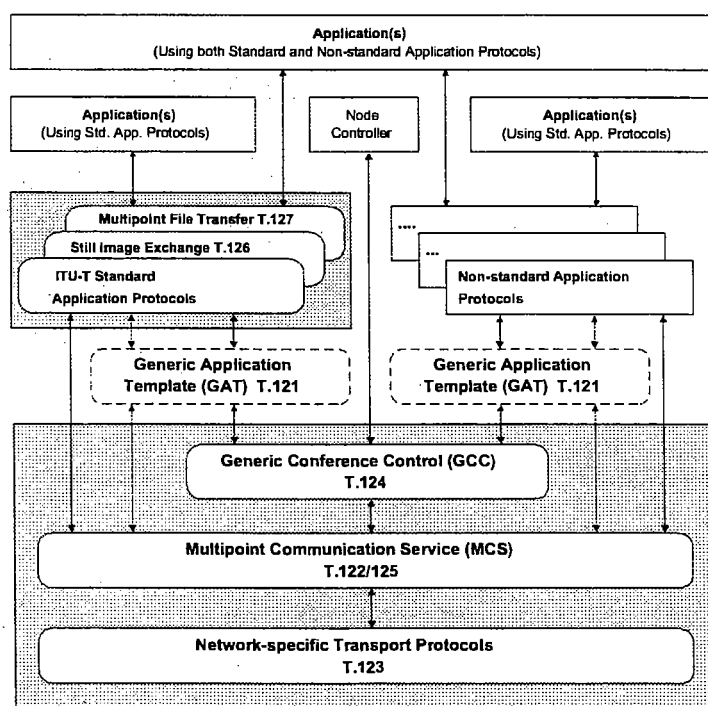 Application(s)
(Using both Standard and Non-standard Application Protocols)
Application(s)
(Using Std. App. Protocols)
Node
Controller
Application(s)
(Using Std. App. Protocols)
Multipoint File Transfer T.127
Still Image Exchange T.126
ITU-T Standard
Application Protocols
....
...
Non-standard Application
Protocols
Generic Application
Template (GAT) T.121
Generic Application
Template (GAT) T.121
Generic Conference Control (GCC)
T.124
Multipoint Communication Service (MCS)
T.122/125
Network-specific Transport Protocols
T.123